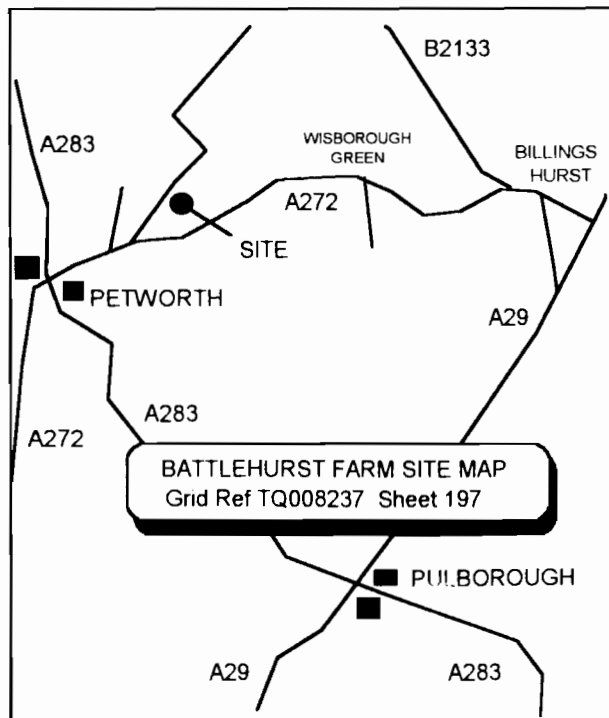 B2133
A283
WISBOROUGH
GREEN
BILLINGS
HURST
A272
SITE
PETWORTH
A29
A283
A272
BATTLEHURST FARM SITE MAP
Grid Ref TQ008237 Sheet 197
PULBOROUGH
A29
A283